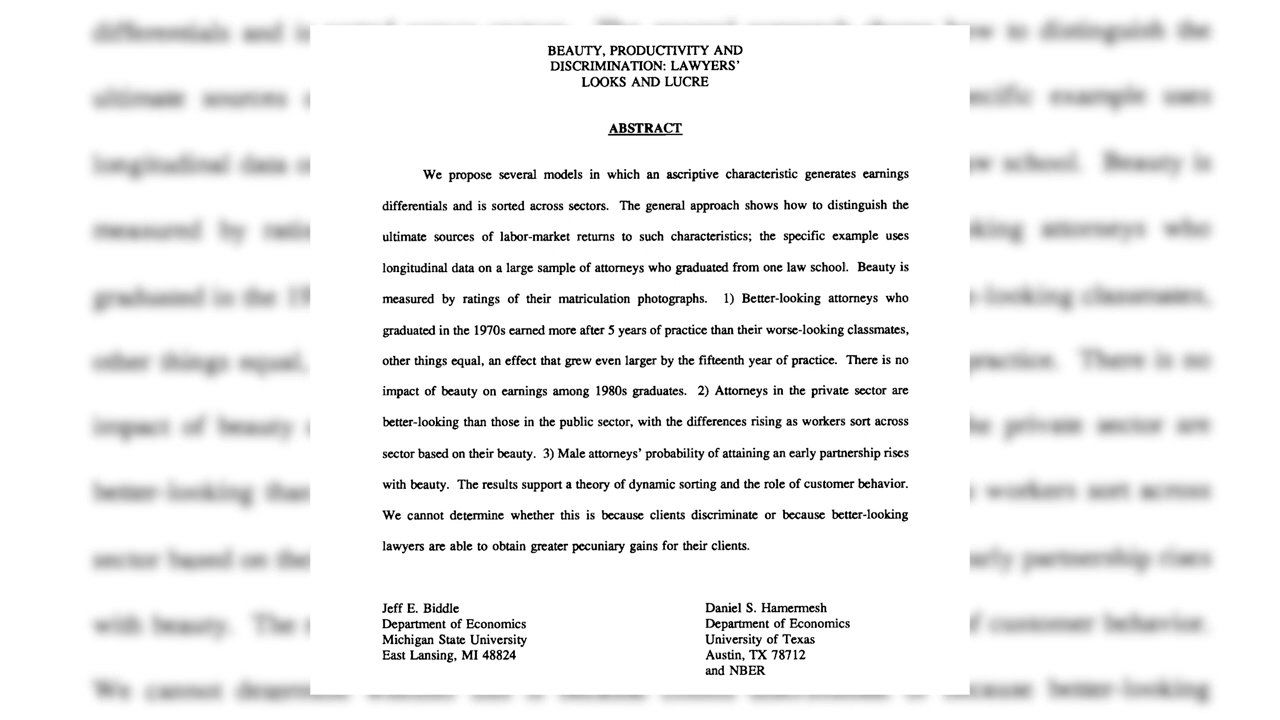 BEAUTY, PRODUCTIVITY AND
DISCRIMINATION: LAWYERS'
LOOKS AND LUCRE
ABSTRACT
We propose several models in which an ascriptive characteristic generates earnings
differentials and is sorted across sectors. The general approach shows how to distinguish the
ultimate sources of labor-market returns to such characteristics; the specific example uses
longitudinal data on a large sample of attorneys who graduated from one law school. Beauty is
measured by ratings of their matriculation photographs. 1) Better-looking attorneys who
graduated in the 1970s earned more after 5 years of practice than their worse-looking classmates,
other things equal, an effect that grew even larger by the fifteenth year of practice. There is no
impact of beauty on earnings among 1980s graduates. 2) Attorneys in the private sector are
better-looking than those in the public sector, with the differences rising as workers sort across
sector based on their beauty. 3) Male attorneys' probability of attaining an early partnership rises
with beauty. The results support a theory of dynamic sorting and the role of customer behavior.
We cannot determine whether this is because clients discriminate or because better-looking
lawyers are able to obtain greater pecuniary gains for their clients.
Jeff E. Biddle
Department of Economics
Michigan State University
East Lansing, MI 48824
Daniel S. Hamermesh
Department of Economics
University of Texas
Austin, TX 78712
and NBER